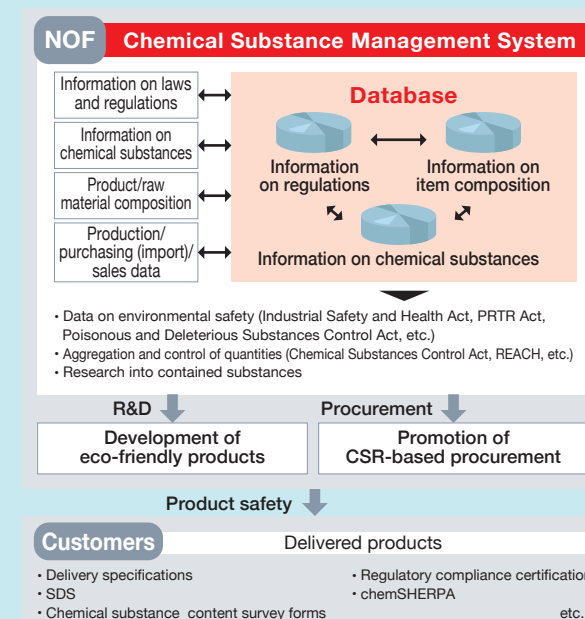 NOF Chemical Substance Management System
Information on laws
and regulations
Information on
chemical substances
Product/raw
material composition
Production/
purchasing (import)/
sales data
Database
Information
on regulations
Information on
item composition
Information on chemical substances
• Data on environmental safety (Industrial Safety and Health Act, PRTR Act,
Poisonous and Deleterious Substances Control Act, etc.)
• Aggregation and control of quantities (Chemical Substances Control Act, REACH, etc.)
• Research into contained substances
R&D
Development of
eco-friendly products
Procurement
Promotion of
CSR-based procurement
Product safety
Customers
Delivered products
• Delivery specifications
• SDS
• Chemical substance content survey forms
• Regulatory compliance certification
• chemSHERPA
etc.